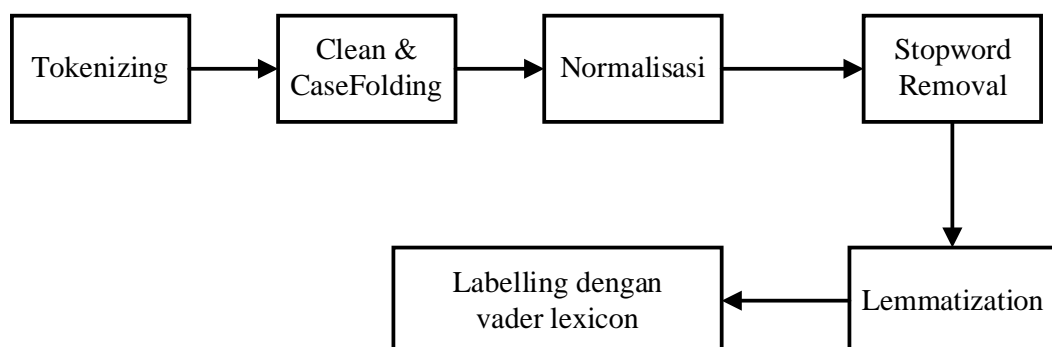 Tokenizing
Clean &
CaseFolding
Normalisasi
Stopword
Removal
Labelling dengan
vader lexicon
Lemmatization